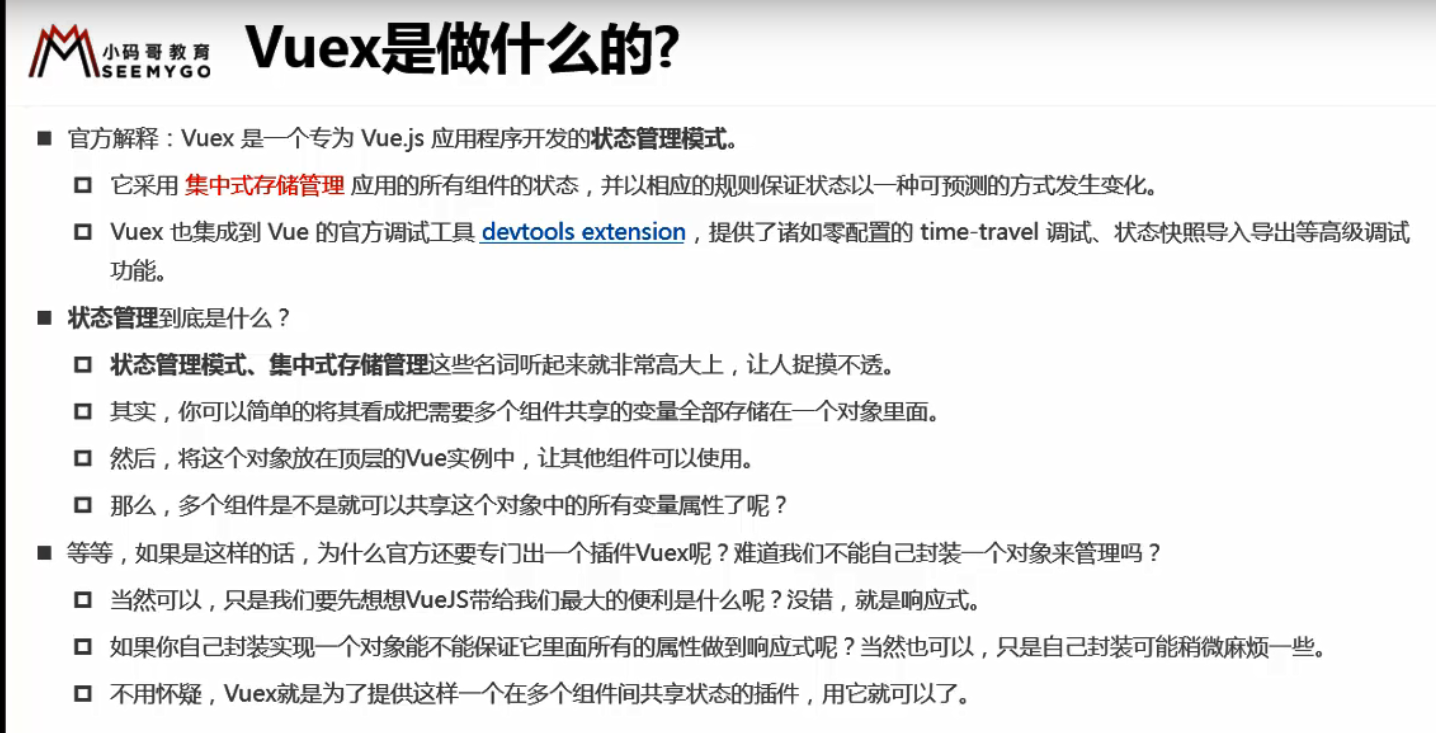 小码哥教育
SEEMYGO
Vuex是做什么的?
官方解释：Vuex 是一个专为 Vue.js 应用程序开发的状态管理模式。
它采用 集中式存储管理 应用的所有组件的状态，并以相应的规则保证状态以一种可预测的方式发生变化。
Vuex 也集成到 Vue 的官方调试工具 devtools extension，提供了诸如零配置的 time-travel 调试、状态快照导入导出等高级调试
功能。
状态管理到底是什么？
状态管理模式、集中式存储管理这些名词听起来就非常高大上，让人捉摸不透。
其实，你可以简单的将其看成把需要多个组件共享的变量全部存储在一个对象里面。
然后，将这个对象放在顶层的Vue实例中，让其他组件可以使用。
那么，多个组件是不是就可以共享这个对象中的所有变量属性了呢？
等等，如果是这样的话，为什么官方还要专门出一个插件Vuex呢？难道我们不能自己封装一个对象来管理吗？
当然可以，只是我们要先想想VueJS带给我们最大的便利是什么呢？没错，就是响应式。
如果你自己封装实现一个对象能不能保证它里面所有的属性做到响应式呢？当然也可以，只是自己封装可能稍微麻烦一些。
不用怀疑，Vuex就是为了提供这样一个在多个组件间共享状态的插件，用它就可以了。